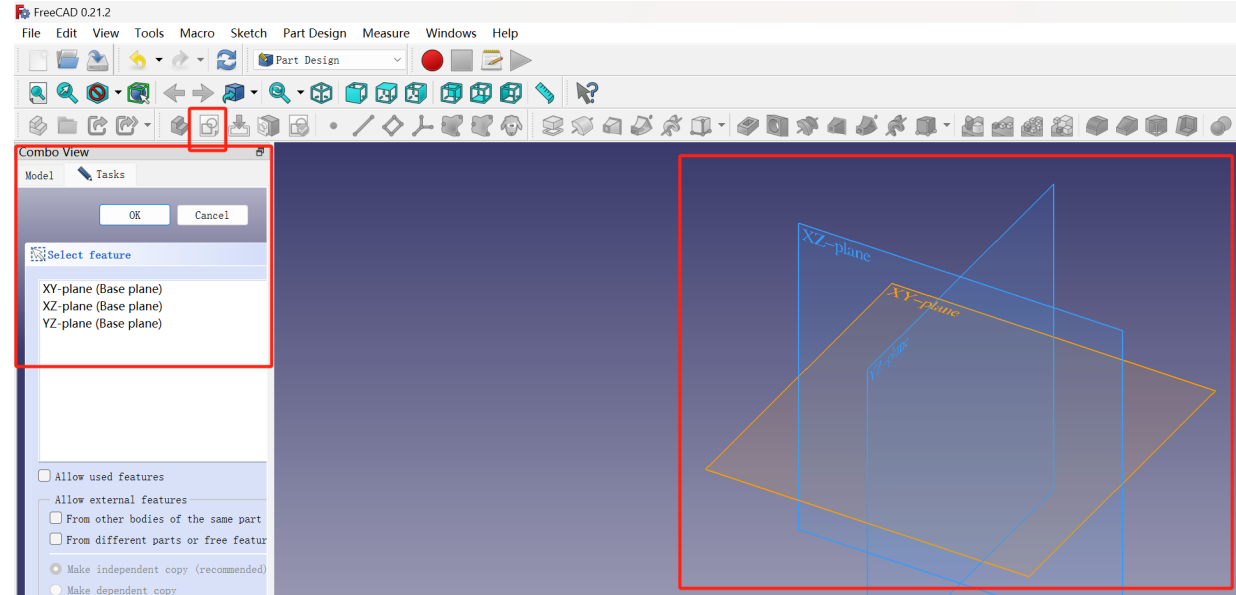 FreeCAD 0.21.2
File Edit View Tools Macro Sketch Part Design Measure Windows Help
Part Design
Combo View
Model Tasks
OK Cancel
Select feature
XY-plane (Base plane)
XZ-plane (Base plane)
YZ-plane (Base plane)
Allow used features
Allow external features
From other bodies of the same part
From different parts or free featur
Make independent copy (recommended)
Make dependent copy
XZ-plane
XY-plane
YZ-plane